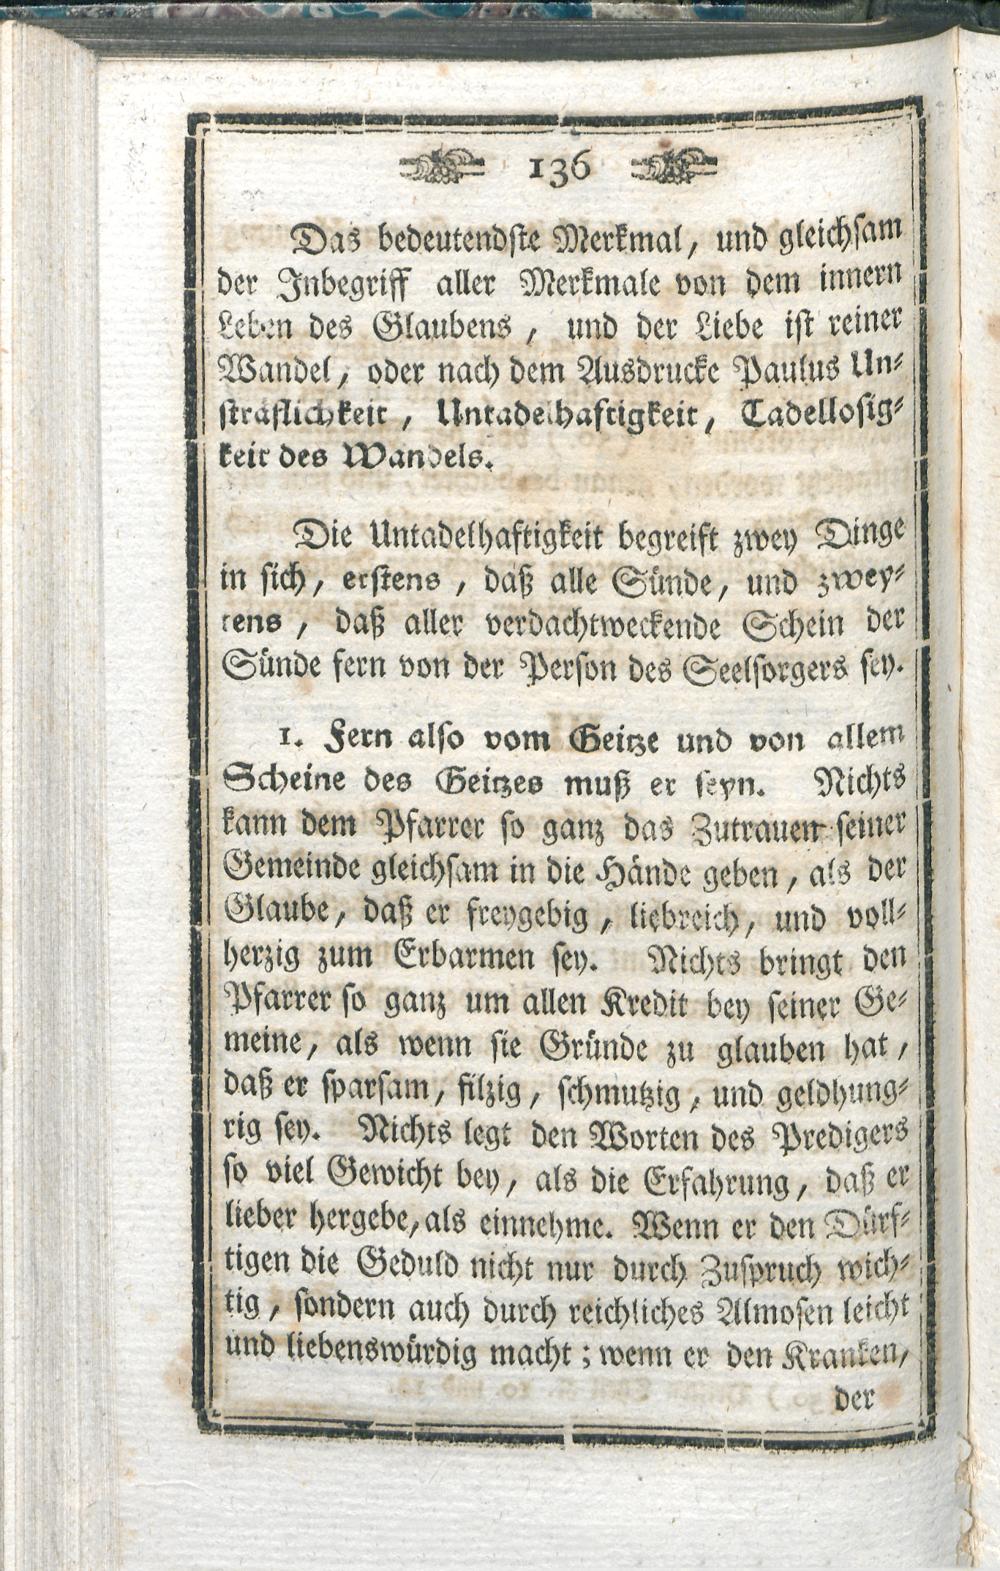 136
Das bedeutendste Merkmal, und gleichsam
der Inbegriff aller Merkmale von dem innern
Leben des Glaubens, und der Liebe ist reiner
Wandel, oder nach dem Ausdrucke Paulus Un-
sträflichkeit, Untadelhaftigkeit, Tadellosig-
keit des Wandels.
Die Untadelhaftigkeit begreift zwey Dinge
in sich, erstens, daß alle Sünde, und zwey-
tens, daß aller verdachtweckende Schein der
Sünde fern von der Person des Seelsorgers sey.
1. Fern also vom Geitze und von allem
Scheine des Geitzes muß er seyn. Nichts
kann dem Pfarrer so ganz das Zutrauen seiner
Gemeinde gleichsam in die Hände geben, als der
Glaube, daß er freygebig, liebreich, und voll-
herzig zum Erbarmen sey. Nichts bringt den
Pfarrer so ganz um allen Kredit bey seiner Ge-
meine, als wenn sie Gründe zu glauben hat,
daß er sparsam, filzig, schmutzig, und geldhung-
rig sey. Nichts legt den Worten des Predigers
so viel Gewicht bey, als die Erfahrung, daß er
lieber hergebe, als einnehme. Wenn er den Dürf-
tigen die Geduld nicht nur durch Zuspruch wich-
tig, sondern auch durch reichliches Almosen leicht
und liebenswürdig macht; wenn er den Kranken,
der